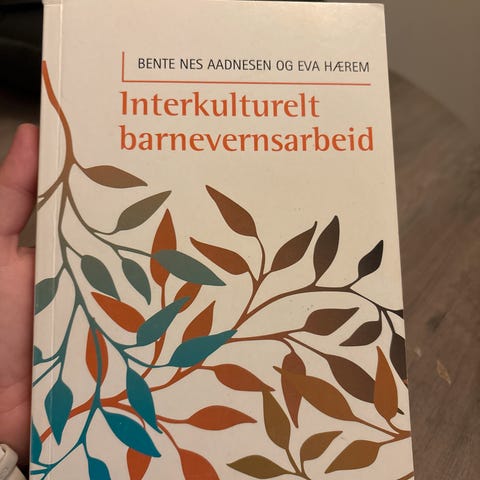 BENTE NES AADNESEN OG EVA HÆREM
Interkulturelt
barnevernsarbeid